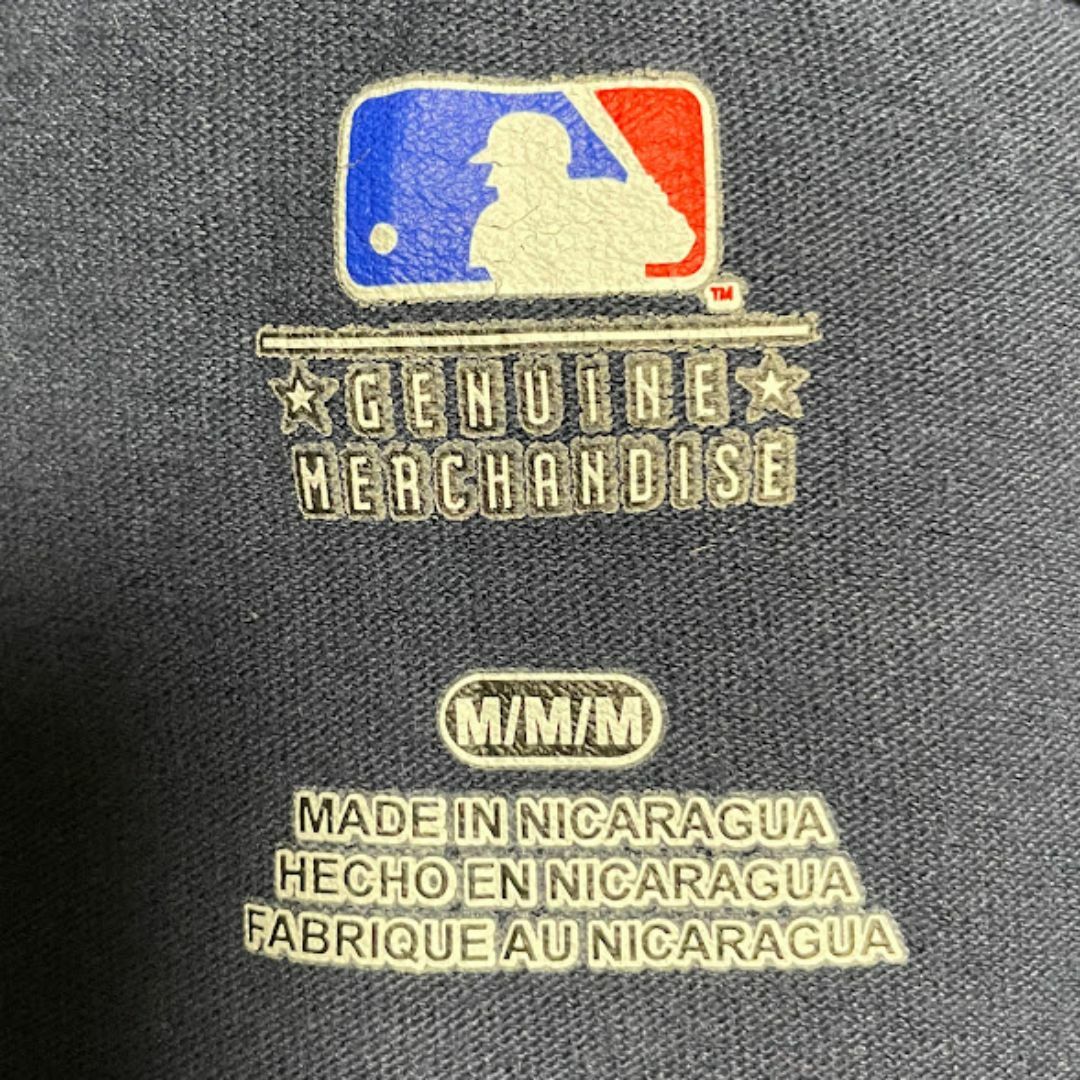 TM
GENUINE
MERCHANDISE
M/M/M
MADE IN NICARAGUA
HECHO EN NICARAGUA
FABRIQUE AU NICARAGUA